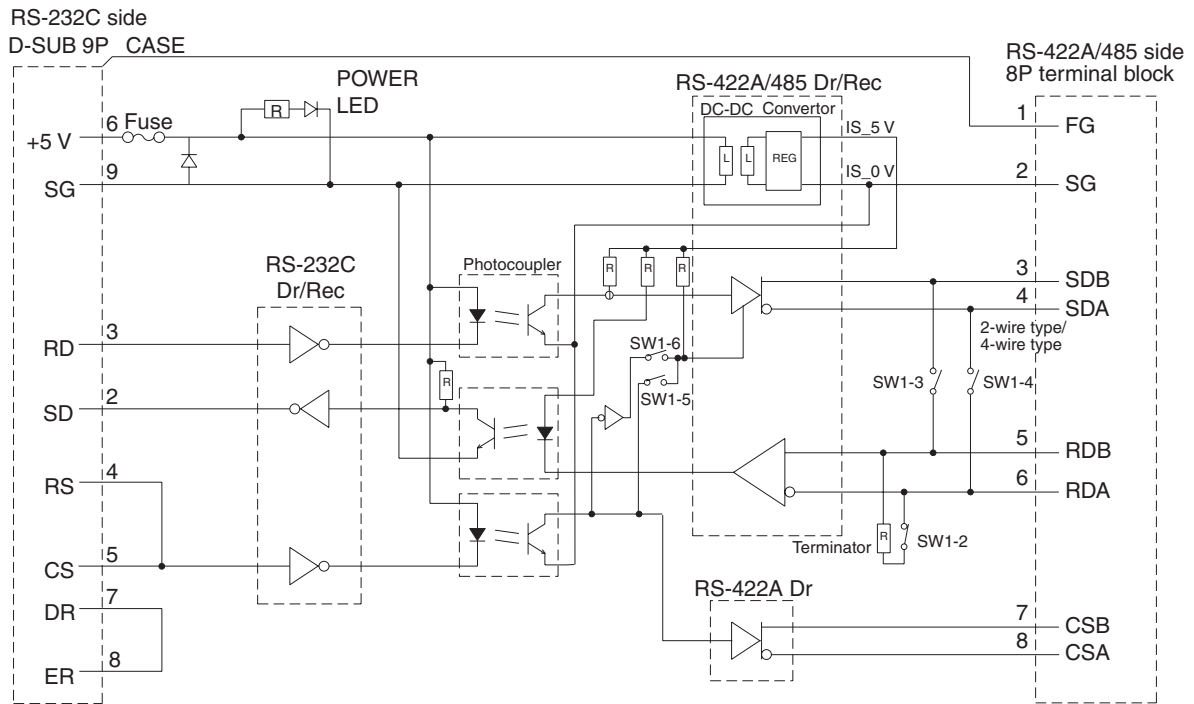 RS-232C side
D-SUB 9P CASE
RS-422A/485 side
8P terminal block
POWER
LED
RS-422A/485 Dr/Rec
DC-DC Convertor
R
1
FG
6
Fuse
+5 V
IS_5 V
L
L
REG
9
SG
IS_0 V
2
SG
RS-232C
Dr/Rec
Photocoupler
R
R
R
3
SDB
4
SDA
2-wire type/
4-wire type
3
RD
SW1-6
SW1-5
SW1-3
SW1-4
R
2
SD
5
RDB
4
RS
6
RDA
Terminator
R
SW1-2
5
CS
RS-422A Dr
7
DR
7
CSB
8
CSA
8
ER